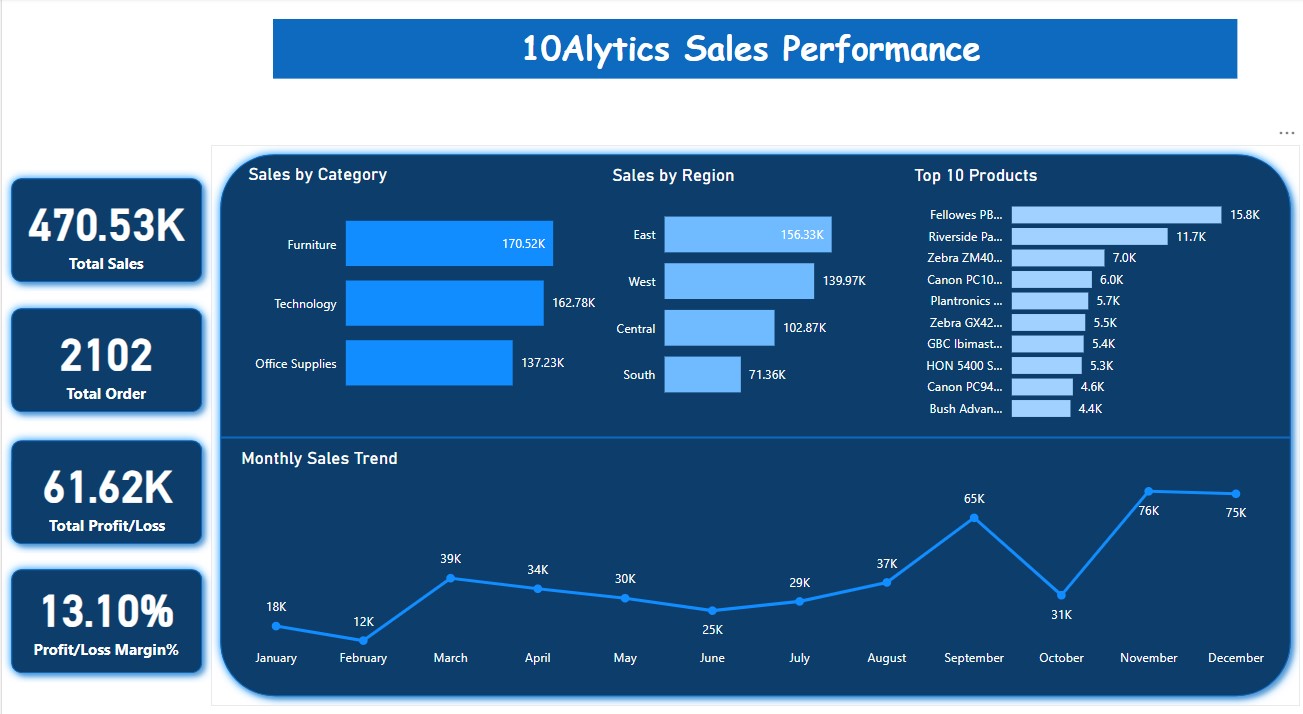 10Alytics Sales Performance
...
470.53K
Total Sales
2102
Total Order
61.62K
Total Profit/Loss
13.10%
Profit/Loss Margin%
Sales by Category
Furniture 170.52K
Technology 162.78K
Office Supplies 137.23K
Sales by Region
East 156.33K
West 139.97K
Central 102.87K
South 71.36K
Top 10 Products
Fellowes PB... 15.8K
Riverside Pa... 11.7K
Zebra ZM40... 7.0K
Canon PC10... 6.0K
Plantronics ... 5.7K
Zebra GX42... 5.5K
GBC Ibimast... 5.4K
HON 5400 S... 5.3K
Canon PC94... 4.6K
Bush Advan... 4.4K
Monthly Sales Trend
18K 12K 39K 34K 30K 25K 29K 37K 65K 31K 76K 75K
January February March April May June July August September October November December